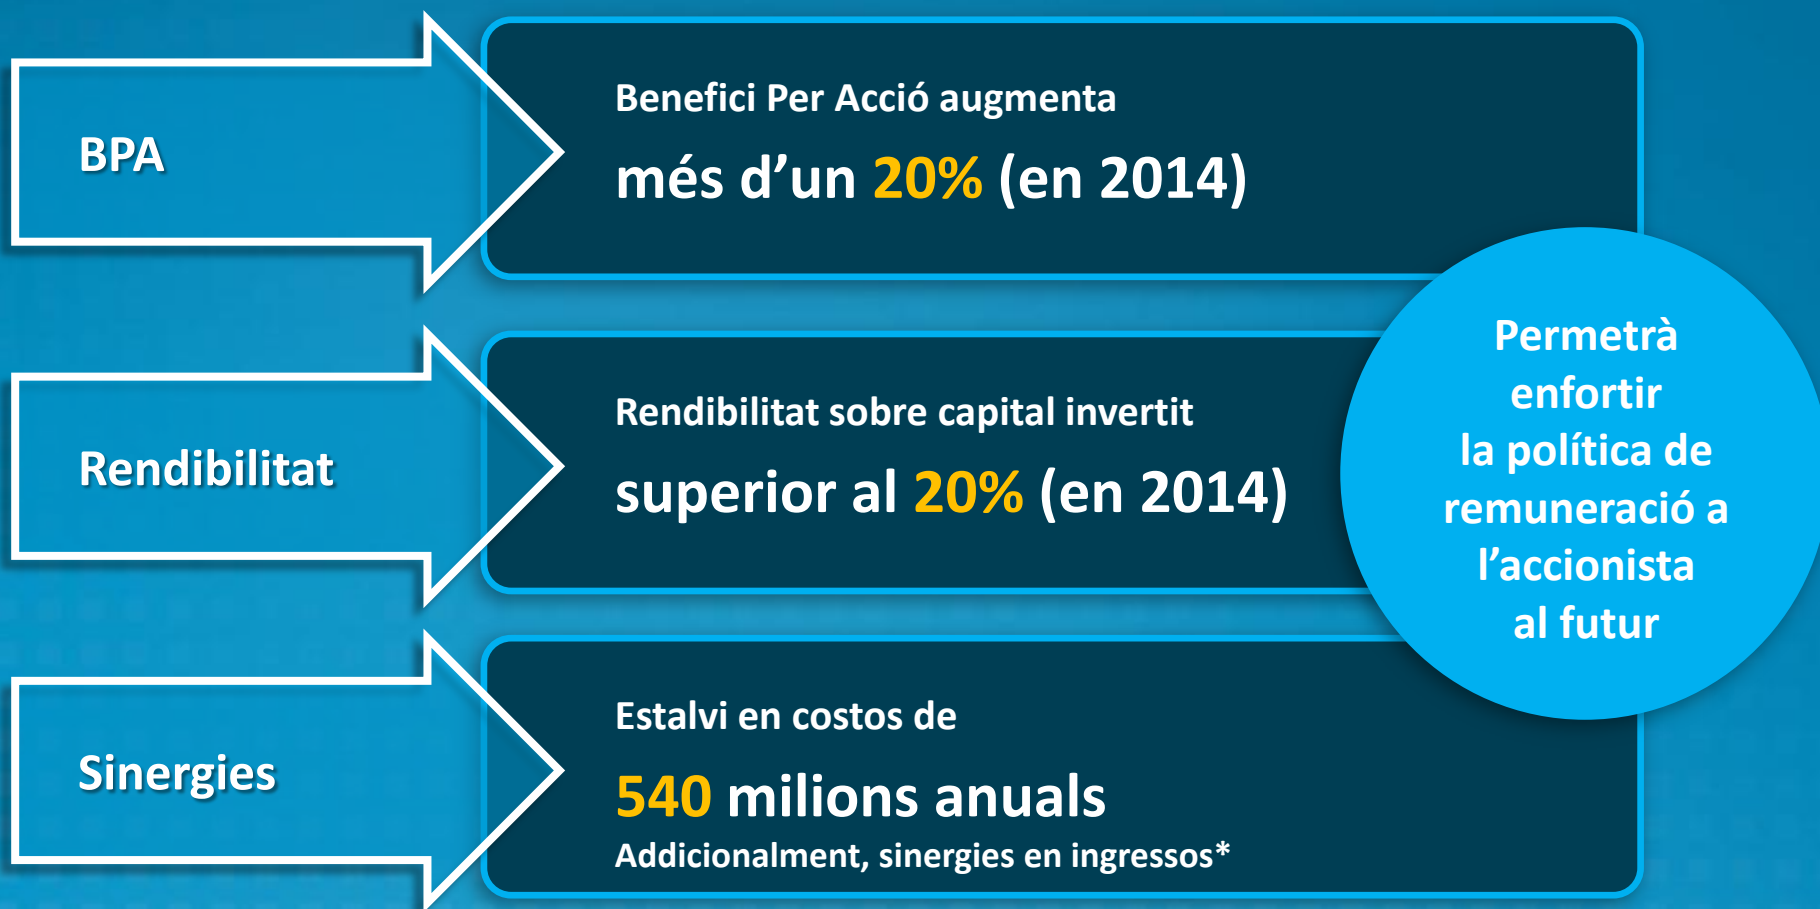 BPA
Benefici Per Acció augmenta
més d’un 20% (en 2014)
Rendibilitat
Rendibilitat sobre capital invertit
superior al 20% (en 2014)
Sinergies
Estalvi en costos de
540 milions anuals
Addicionalment, sinergies en ingressos*
Permetrà
enfortir
la política de
remuneració a
l’accionista
al futur